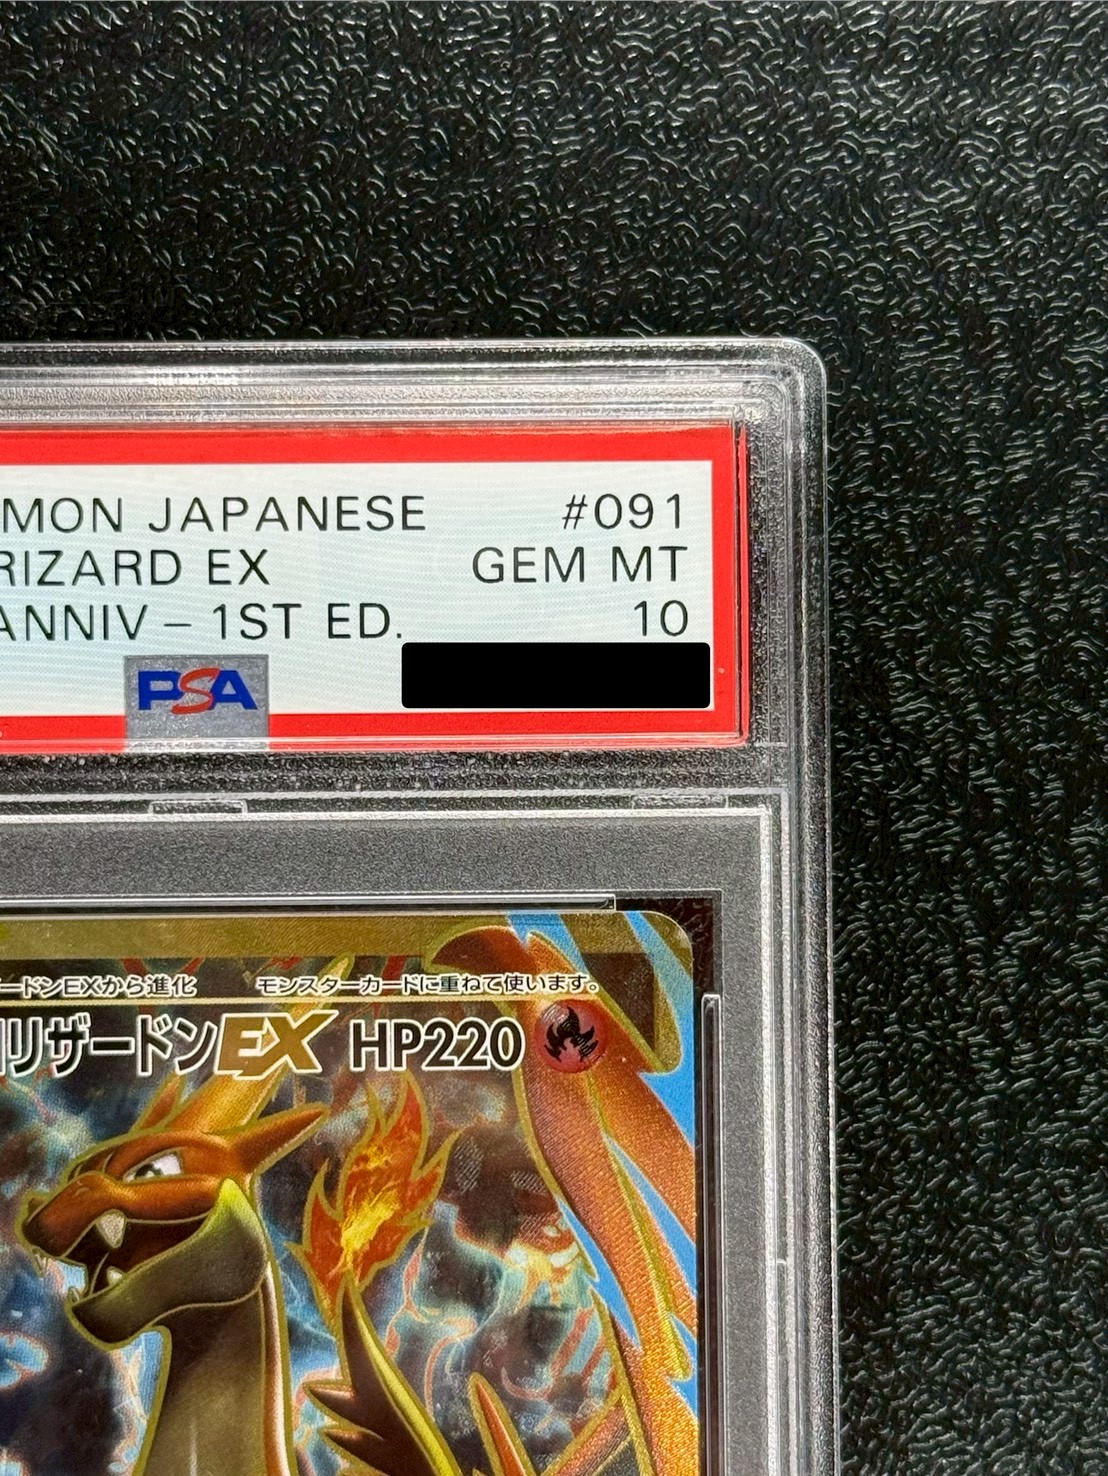 MON JAPANESE #091
RIZARD EX GEM MT
ANNIV – 1ST ED. 10
PSA
ードンEXから進化 モンスターカードに重ねて使います。
リザードンEX HP220